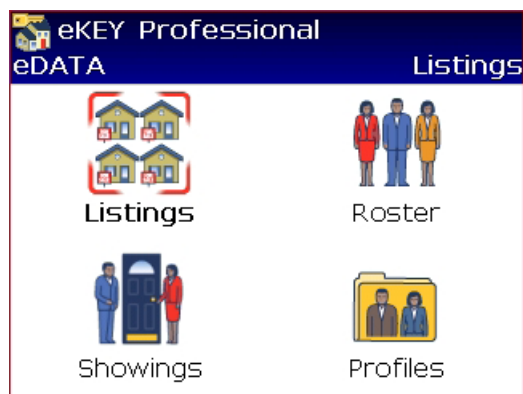 eKEY Professional
eDATA Listings
Listings Roster
Showings Profiles